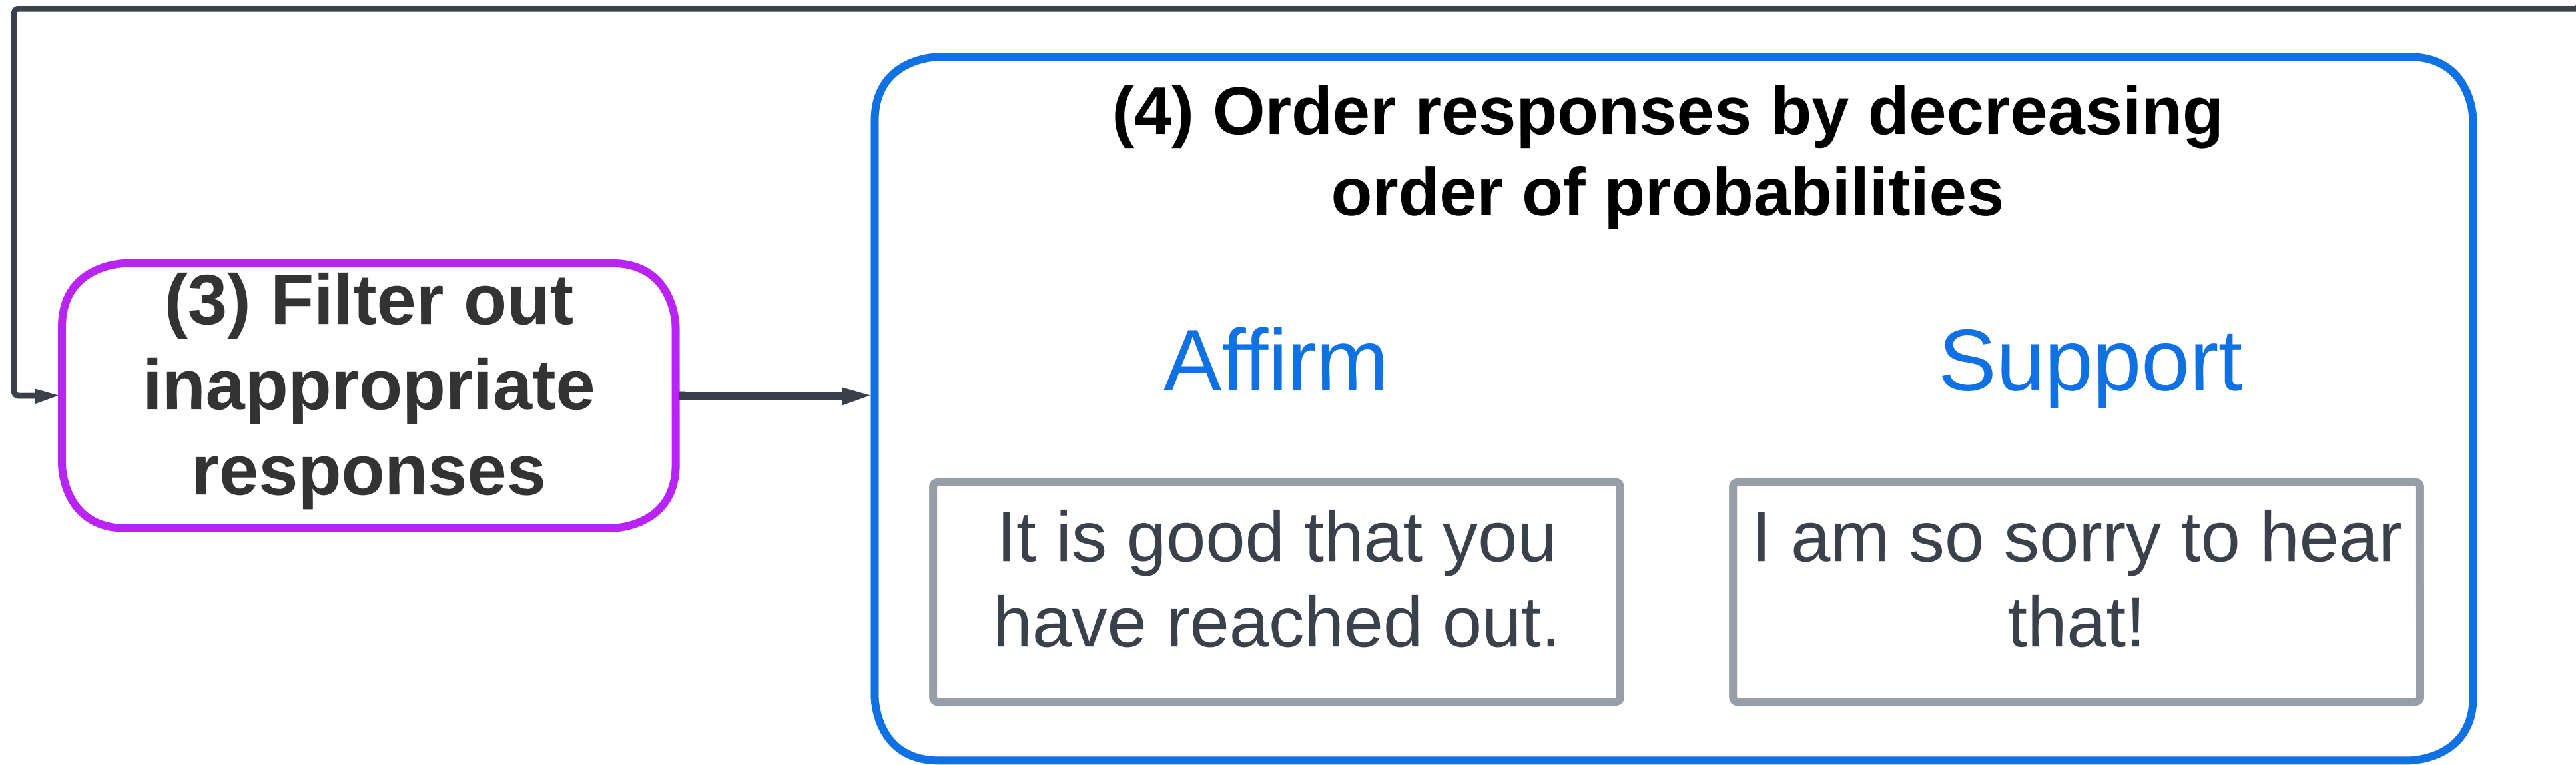 (4) Order responses by decreasing
order of probabilities
(3) Filter out
inappropriate
responses
Affirm
Support
It is good that you
have reached out.
I am so sorry to hear
that!